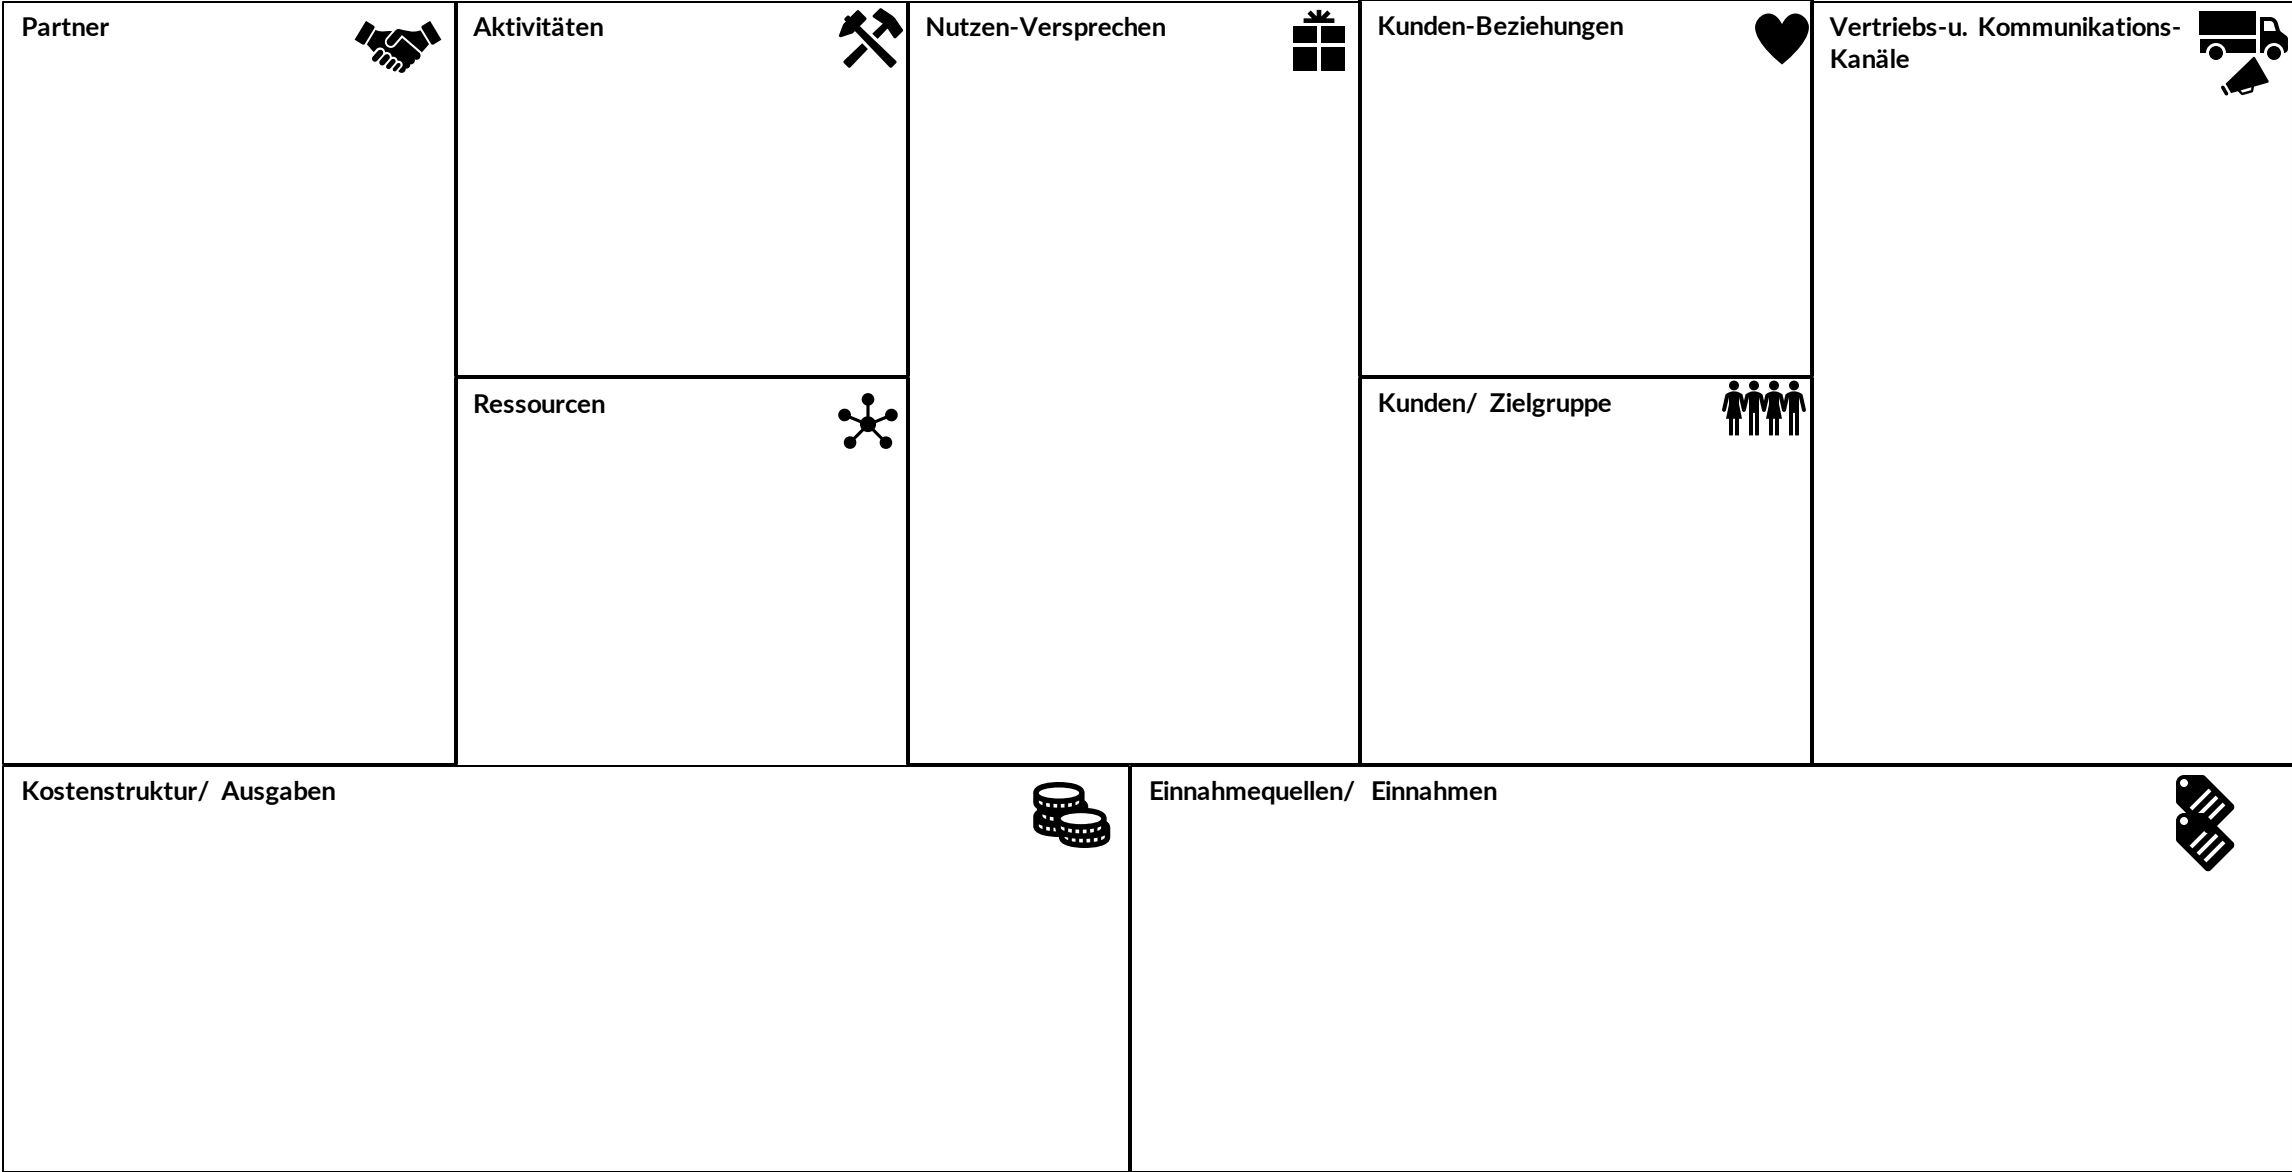 Partner
Aktivitäten
Nutzen-Versprechen
Kunden-Beziehungen
Vertriebs-u. Kommunikations-
Kanäle
Ressourcen
Kunden/ Zielgruppe
Kostenstruktur/ Ausgaben
Einnahmequellen/ Einnahmen